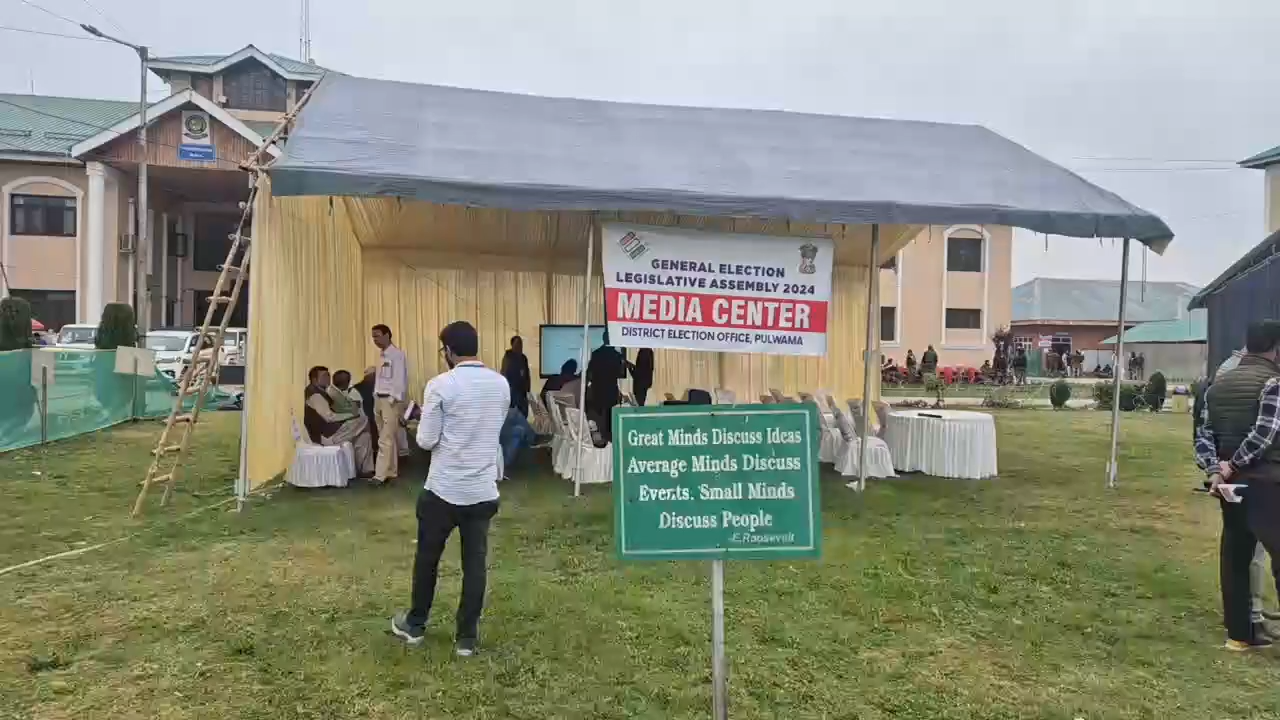 GENERAL ELECTION
LEGISLATIVE ASSEMBLY 2024
MEDIA CENTER
DISTRICT ELECTION OFFICE, PULWAMA
Great Minds Discuss Ideas
Average Minds Discuss
Events. Small Minds
Discuss People
-E.Roosevelt